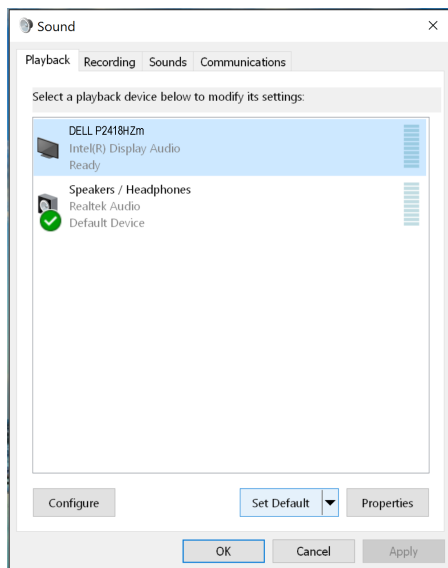 Sound
Playback Recording Sounds Communications
Select a playback device below to modify its settings:
DELL P2418HZm
Intel(R) Display Audio
Ready
Speakers / Headphones
Realtek Audio
Default Device
Configure Set Default Properties
OK Cancel Apply